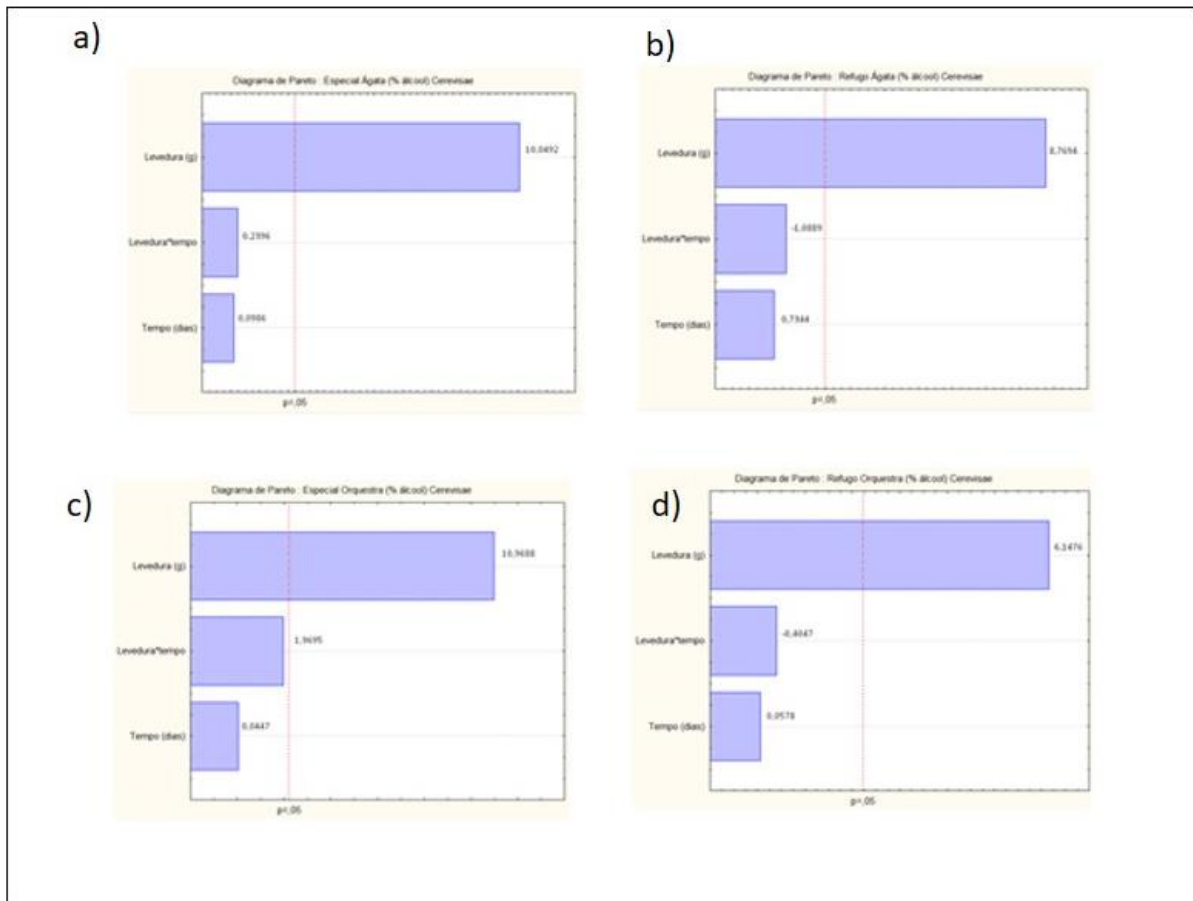 a)
Diagrama de Pareto : Especial Ágata (% álcool) Cerevisae
Levedura (g)
10,0492
Levedura*tempo
0,2996
Tempo (dias)
0,0986
p=,05
b)
Diagrama de Pareto : Refugo Ágata (% álcool) Cerevisae
Levedura (g)
8,7694
Levedura*tempo
-1,0889
Tempo (dias)
0,7344
p=,05
c)
Diagrama de Pareto : Especial Orquestra (% álcool) Cerevisae
Levedura (g)
10,9688
Levedura*tempo
1,9695
Tempo (dias)
0,0447
p=,05
d)
Diagrama de Pareto : Refugo Orquestra (% álcool) Cerevisae
Levedura (g)
6,1476
Levedura*tempo
-0,4047
Tempo (dias)
0,0578
p=,05